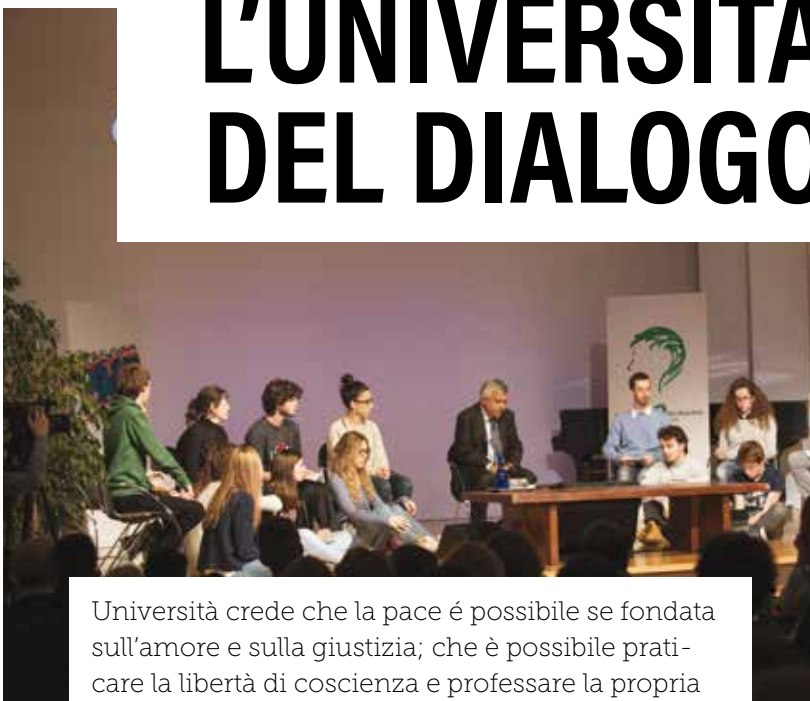 L'UNIVERSITÀ
DEL DIALOGO
Università crede che la pace é possibile se fondata
sull'amore e sulla giustizia; che è possibile prati-
care la libertà di coscienza e professare la propria